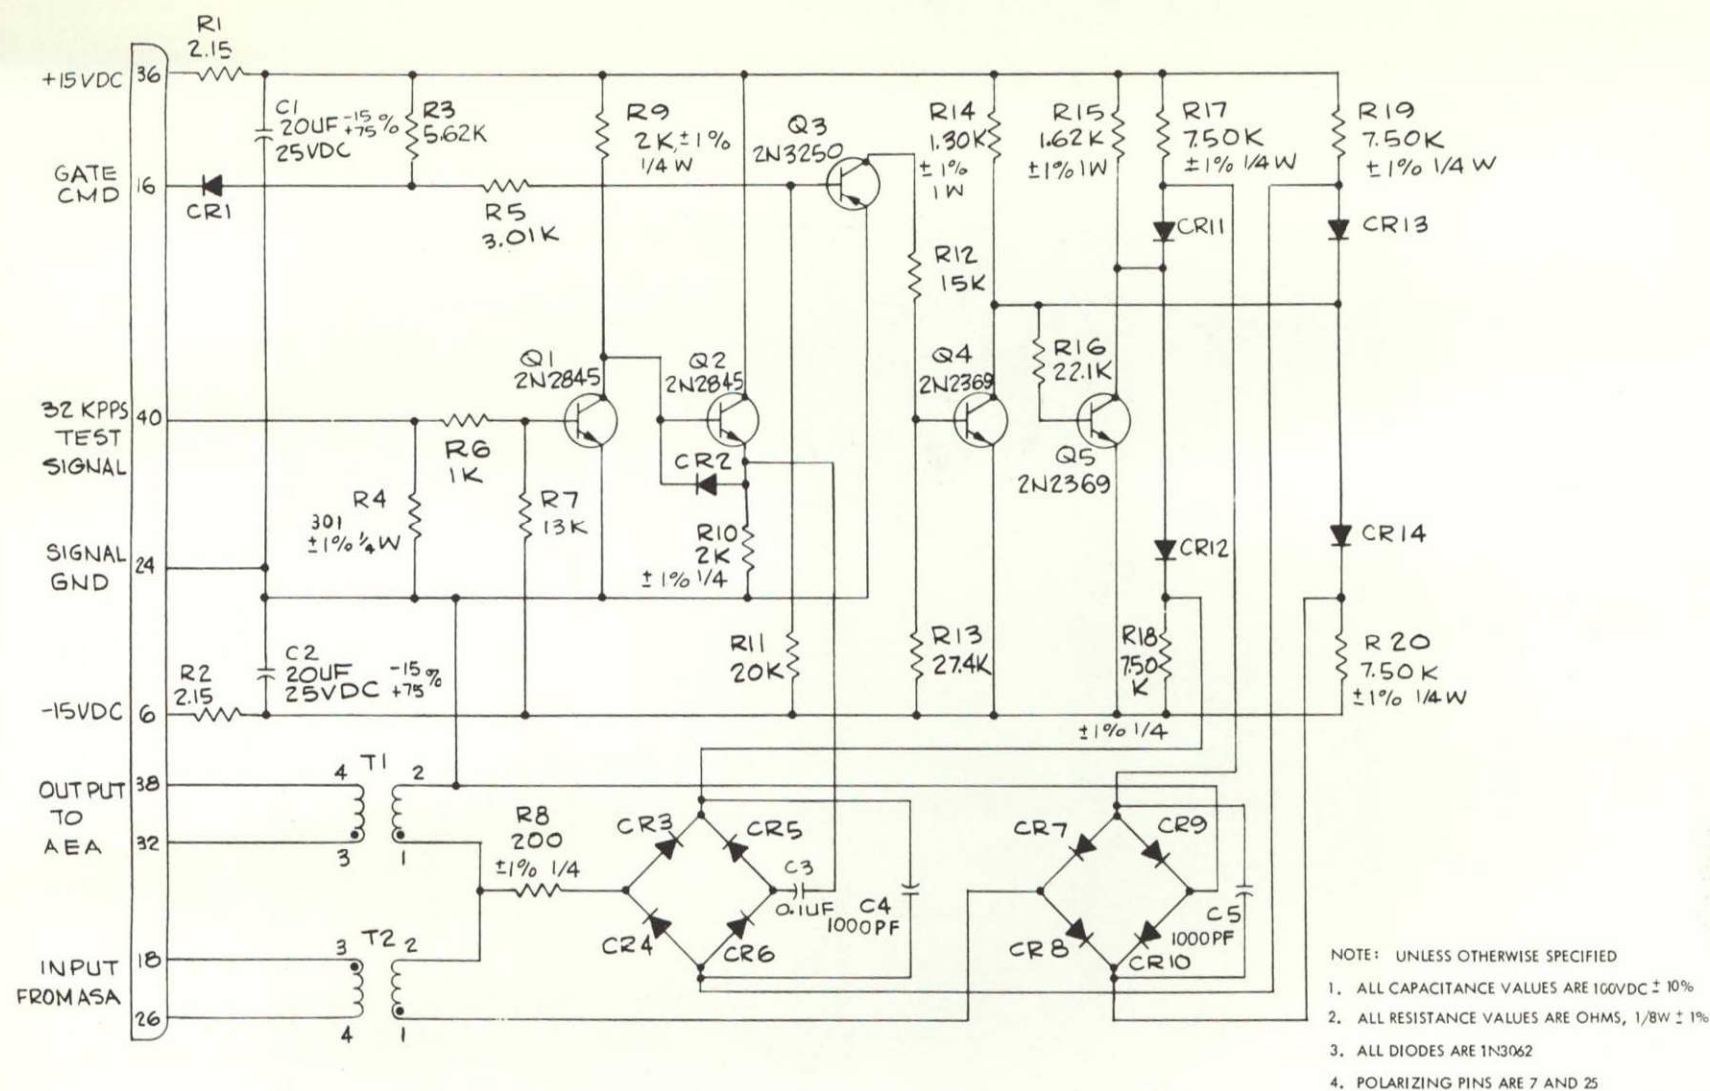 R1
2.15
+15VDC
36
C1
20UF -15% +75%
25VDC
R3
5.62K
R9
2K, ±1%
1/4 W
Q3
2N3250
R14
1.30K
±1%
1W
R15
1.62K
±1% 1W
R17
7.50K
±1% 1/4 W
R19
7.50K
±1% 1/4 W
GATE
CMD
16
CR1
R5
3.01K
CR11
CR13
R12
15K
Q1
2N2845
Q2
2N2845
Q4
2N2369
R16
22.1K
32 KPPS
TEST
SIGNAL
40
R6
1K
CR2
Q5
2N2369
R4
301
±1% 1/4 W
R7
13K
R10
2K
±1% 1/4
CR12
CR14
SIGNAL
GND
24
C2
20UF -15% +75%
25VDC
R2
2.15
-15VDC
6
R11
20K
R13
27.4K
R18
7.50
K
±1% 1/4
R20
7.50K
±1% 1/4 W
OUTPUT
TO
AEA
38
32
4 T1 2
3 1
R8
200
±1% 1/4
CR3
CR5
C3
0.1UF
C4
1000PF
CR4
CR6
CR7
CR9
C5
1000PF
CR8
CR10
INPUT
FROM ASA
18
26
3 T2 2
4 1
NOTE: UNLESS OTHERWISE SPECIFIED
1. ALL CAPACITANCE VALUES ARE 100VDC ± 10%
2. ALL RESISTANCE VALUES ARE OHMS, 1/8W ± 1%
3. ALL DIODES ARE 1N3062
4. POLARIZING PINS ARE 7 AND 25